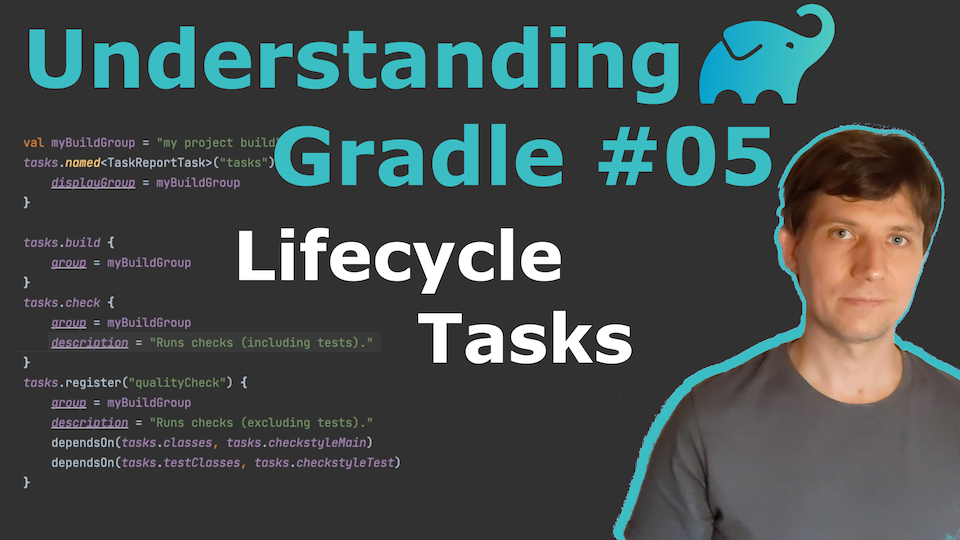 Understanding
Gradle #05
Lifecycle
Tasks
val myBuildGroup = "my project build
tasks.named<TaskReportTask>("tasks")
displayGroup = myBuildGroup
}
tasks.build {
group = myBuildGroup
}
tasks.check {
group = myBuildGroup
description = "Runs checks (including tests)."
}
tasks.register("qualityCheck") {
group = myBuildGroup
description = "Runs checks (excluding tests)."
dependsOn(tasks.classes, tasks.checkstyleMain)
dependsOn(tasks.testClasses, tasks.checkstyleTest)
}